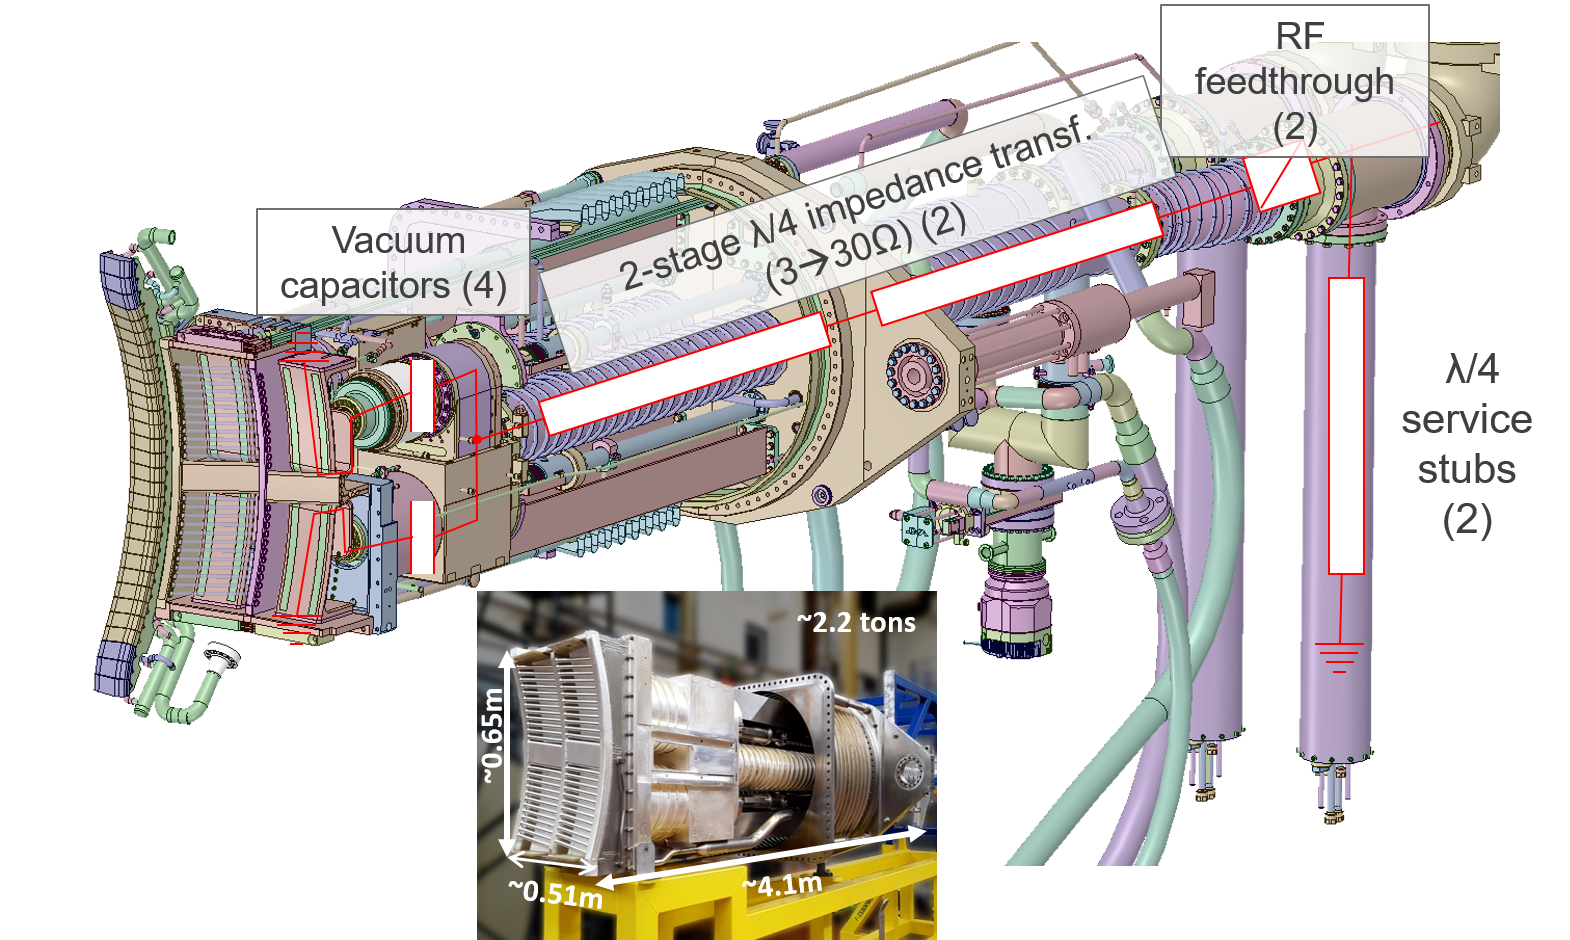 RF
feedthrough
(2)
2-stage λ/4 impedance transf.
(3→30Ω) (2)
Vacuum
capacitors (4)
λ/4
service
stubs
(2)
~2.2 tons
~0.65m
~0.51m
~4.1m